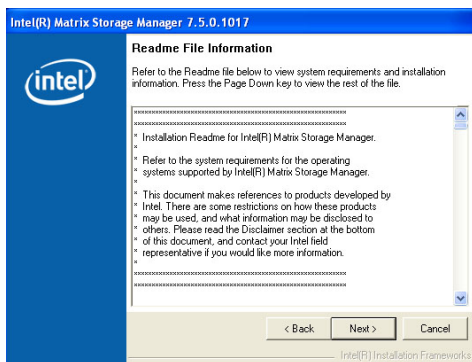 Intel(R) Matrix Storage Manager 7.5.0.1017
intel
Readme File Information
Refer to the Readme file below to view system requirements and installation
information. Press the Page Down key to view the rest of the file.
* Installation Readme for Intel(R) Matrix Storage Manager.
*
* Refer to the system requirements for the operating
* systems supported by Intel(R) Matrix Storage Manager.
*
* This document makes references to products developed by
* Intel. There are some restrictions on how these products
* may be used, and what information may be disclosed to
* others. Please read the Disclaimer section at the bottom
* of this document, and contact your Intel field
* representative if you would like more information.
*
< Back
Next >
Cancel
Intel(R) Installation Frameworks